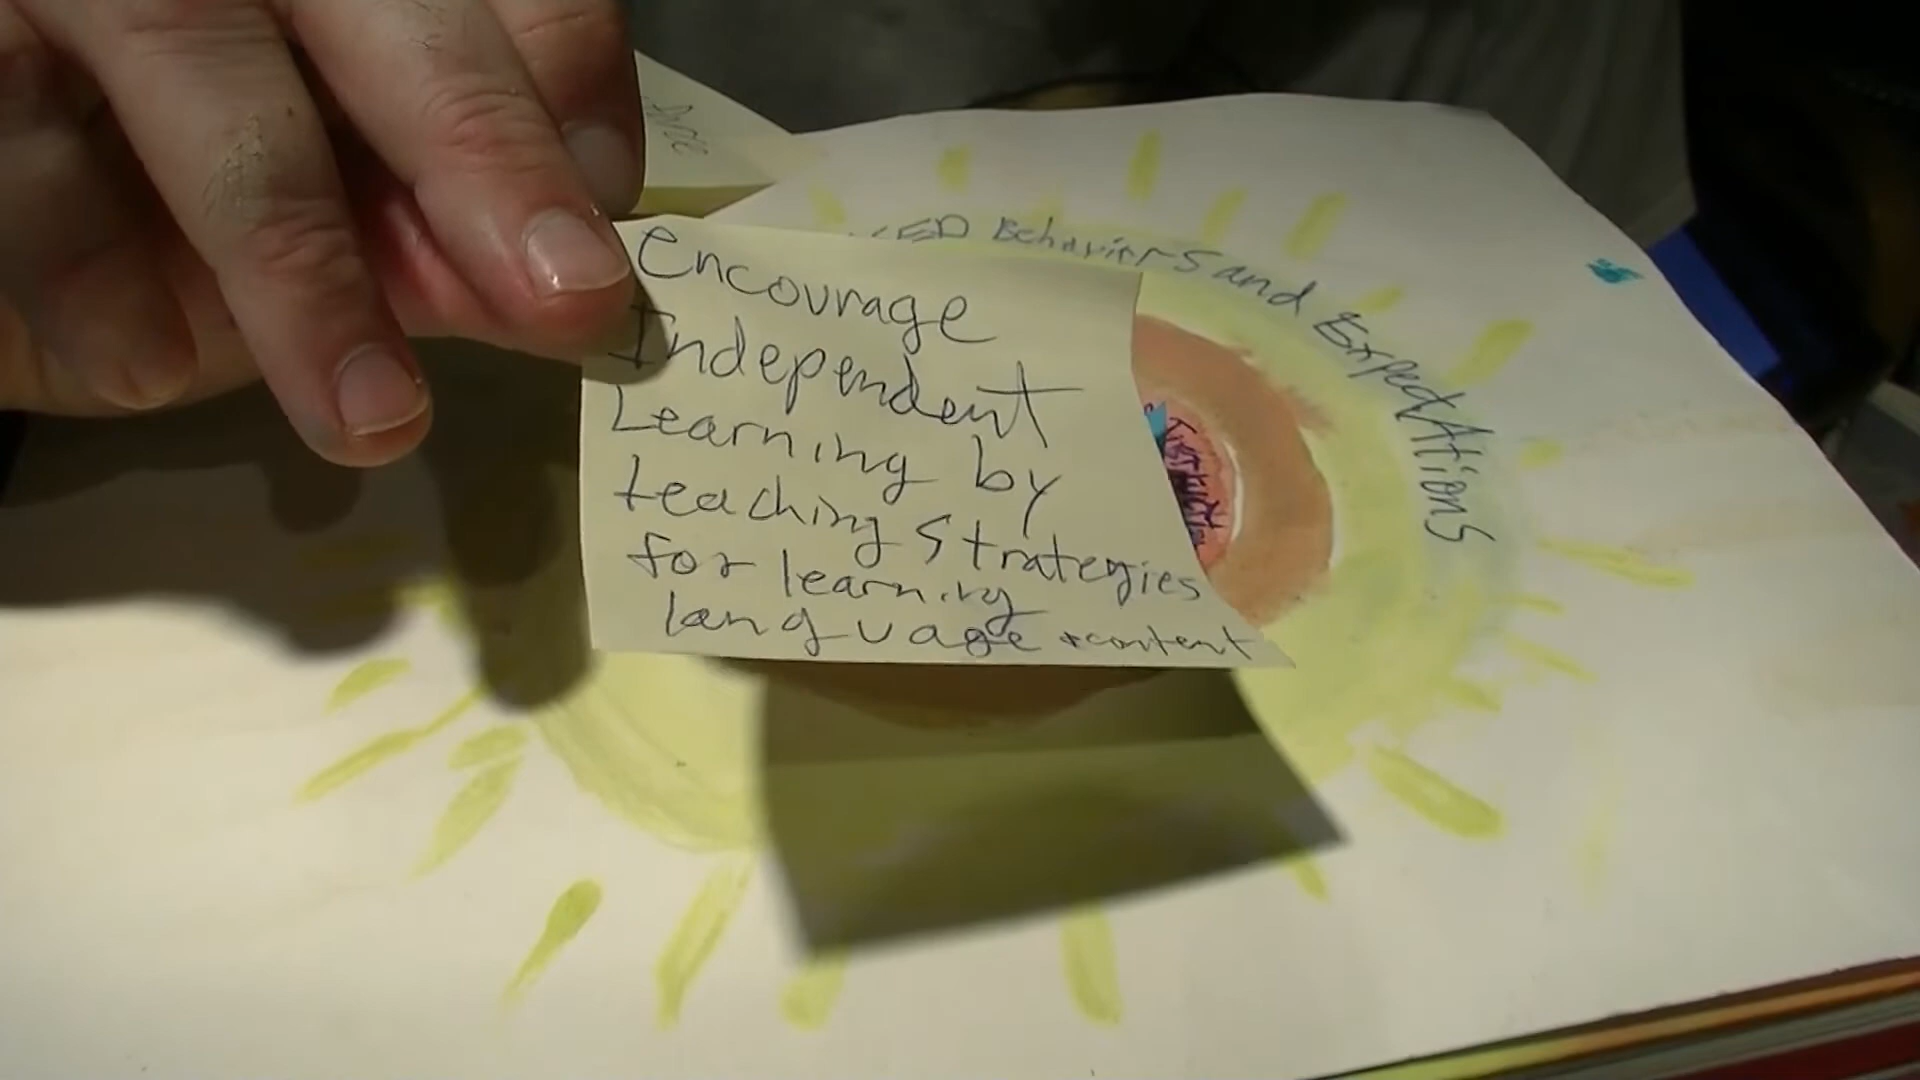 encourage
Independent
Learning by
teaching strategies
for learning
language + content
Behaviors and Expectations